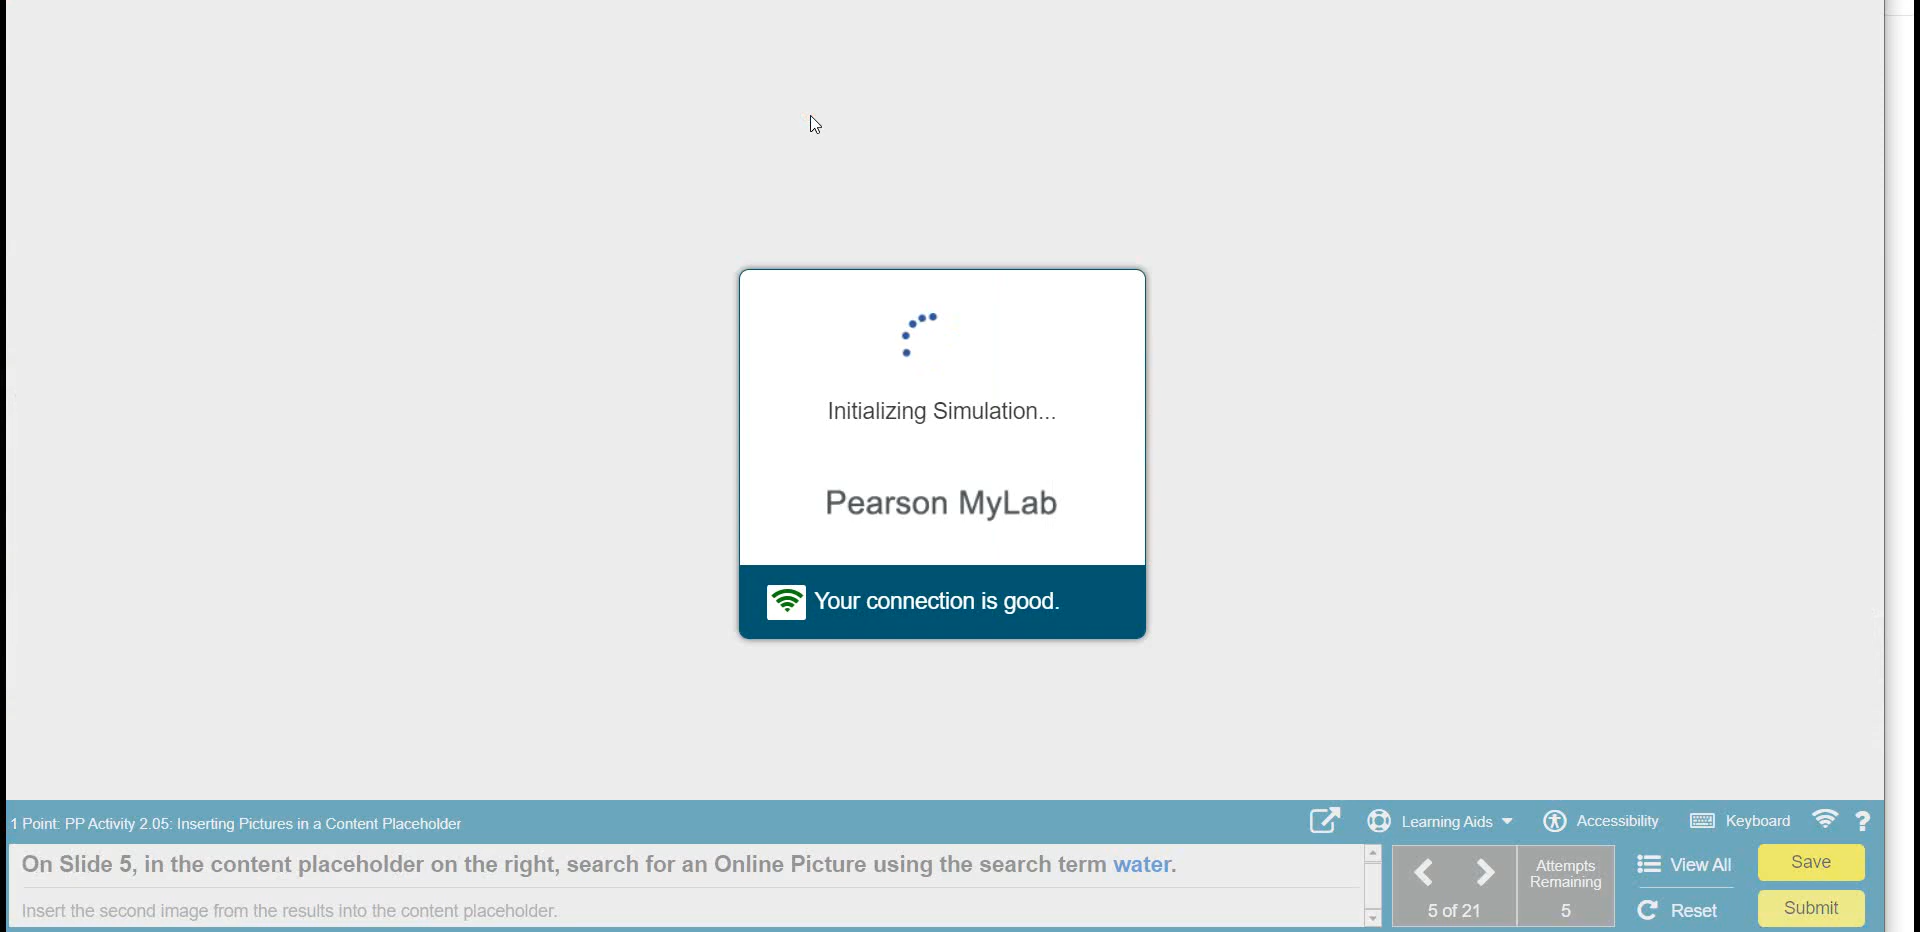 Initializing Simulation...
Pearson MyLab
Your connection is good.
1 Point: PP Activity 2.05: Inserting Pictures in a Content Placeholder
Learning Aids
Accessibility
Keyboard
?
On Slide 5, in the content placeholder on the right, search for an Online Picture using the search term water.
Insert the second image from the results into the content placeholder.
5 of 21
Attempts
Remaining
5
View All
Reset
Save
Submit